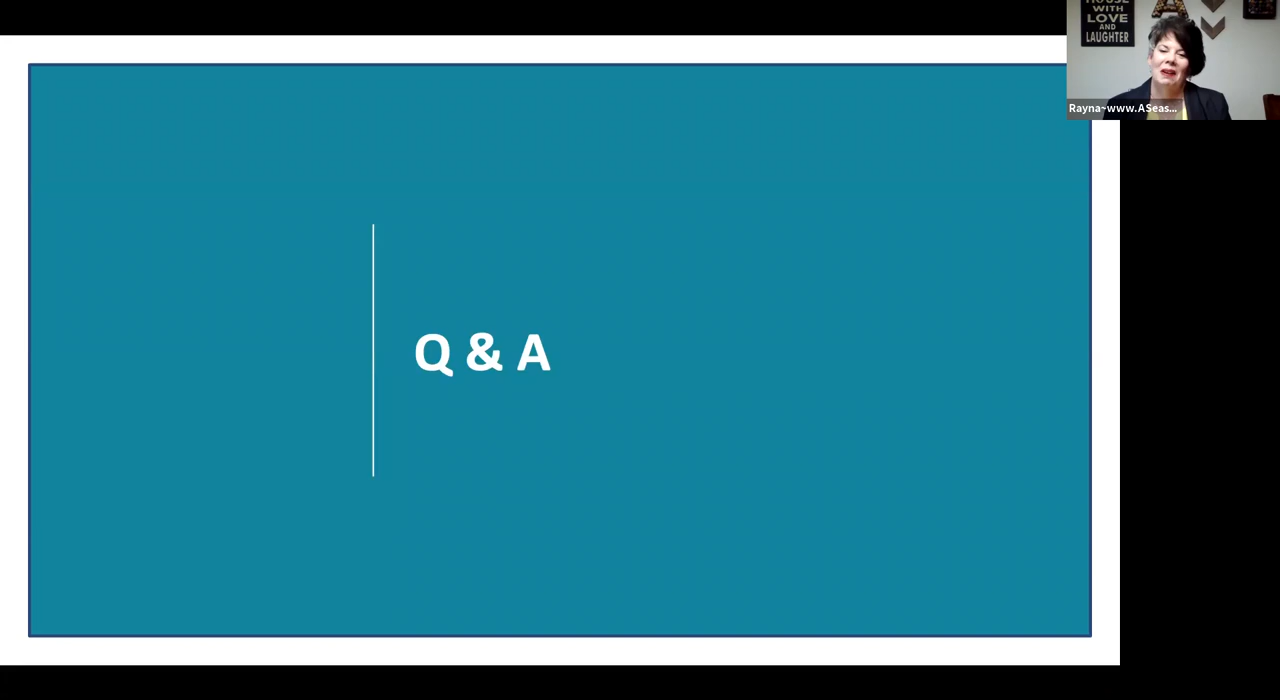 HOUSE
WITH
LOVE
AND
LAUGHTER
A
Rayna~www.ASeas...
Q & A